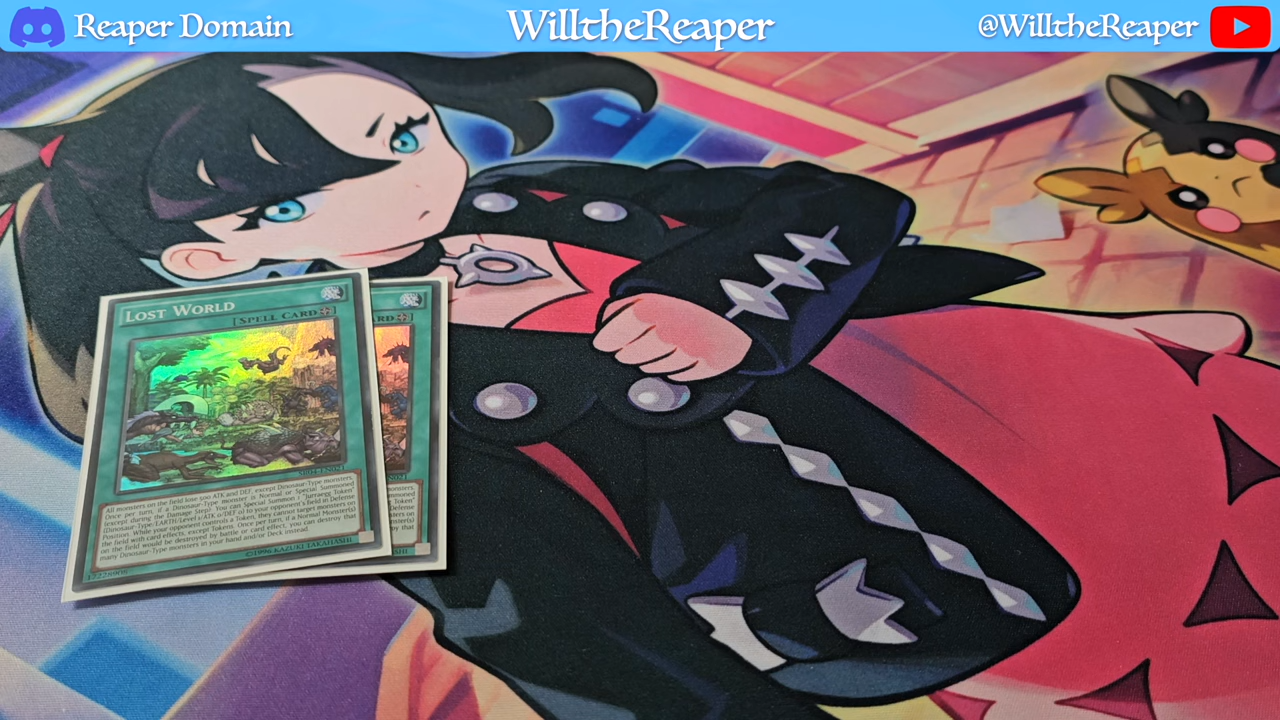 Reaper Domain
WilltheReaper
@WilltheReaper
LOST WORLD
[SPELL CARD
ARD
SR04-EN021
All monsters on the field lose 500 ATK and DEF, except Dinosaur-Type monsters.
Once per turn, if a Dinosaur-Type monster is Normal or Special Summoned
(except during the Damage Step): You can Special Summon 1 "Jurraegg Token"
(Dinosaur-Type/EARTH/Level 1/ATK 0/DEF 0) to your opponent's field in Defense
Position. While your opponent controls a Token, they cannot target monsters on
the field with card effects, except Tokens. Once per turn, if a Normal Monster(s)
on the field would be destroyed by battle or card effect, you can destroy that
many Dinosaur-Type monsters in your hand and/or Deck instead.
17228908
©1996 KAZUKI TAKAHASHI